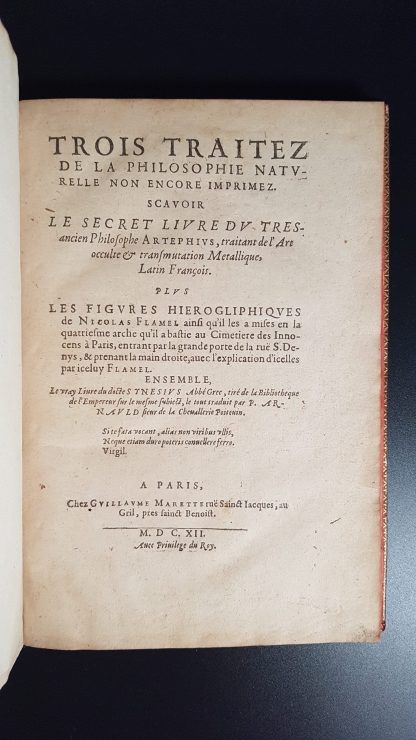 TROIS TRAITEZ
DE LA PHILOSOPHIE NATV-
RELLE NON ENCORE IMPRIMEZ.
SCAVOIR
LE SECRET LIVRE DV TRES-
ancien Philosophe ARTEPHIVS, traitant de l'Art
occulte & transmutation Metallique,
Latin François.
PLVS
LES FIGVRES HIEROGLIPHIQVES
de NICOLAS FLAMEL ainsi qu'il les a mises en la
quatriesme arche qu'il a bastie au Cimetiere des Inno-
cens à Paris, entrant par la grande porte de la ruë S. De-
nys, & prenant la main droite, auec l'explication d'icelles
par iceluy FLAMEL.
ENSEMBLE,
Le vray Liure du docte SYNESIVS Abbé Grec, tiré de la Bibliotheque
de l'Empereur sur le mesme subiect, le tout traduit par P. AR-
NAVLD sieur de la Cheuallerie Poiteuin.
Si te fata vocant, alias non viribus vllis,
Neque etiam duro poteris conuellere ferro.
Virgil.
A PARIS,
Chez GVILLAVME MARETTE ruë Sainct Iacques, au
Gril, pres sainct Benoist.
M. D C. XII.
Auec Priuilege du Roy.